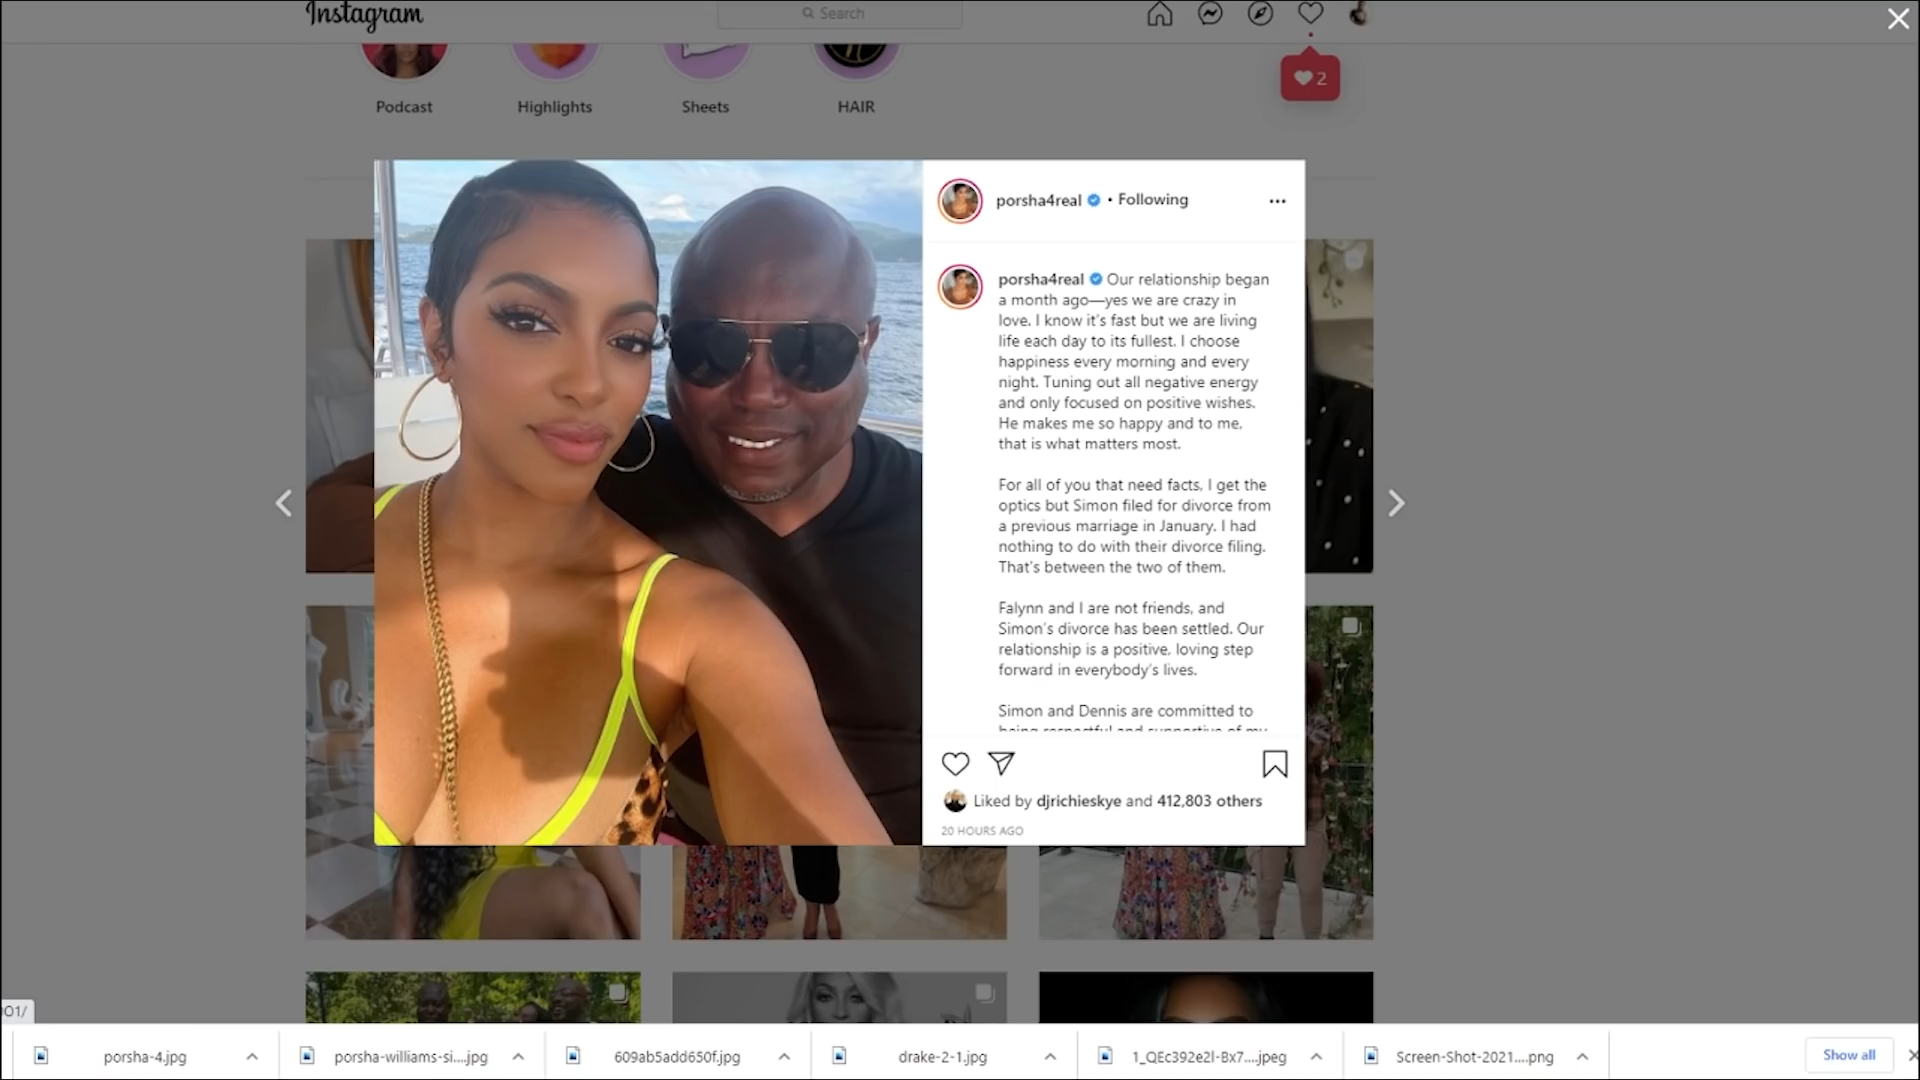 Instagram
Search
2
Podcast
Highlights
Sheets
HAIR
porsha4real • Following
porsha4real Our relationship began
a month ago—yes we are crazy in
love. I know it's fast but we are living
life each day to its fullest. I choose
happiness every morning and every
night. Tuning out all negative energy
and only focused on positive wishes.
He makes me so happy and to me,
that is what matters most.
For all of you that need facts, I get the
optics but Simon filed for divorce from
a previous marriage in January. I had
nothing to do with their divorce filing.
That's between the two of them.
Falynn and I are not friends, and
Simon's divorce has been settled. Our
relationship is a positive, loving step
forward in everybody's lives.
Simon and Dennis are committed to
being respectful and supportive of my
Liked by djrichieskye and 412,803 others
20 HOURS AGO
001/
porsha-4.jpg
porsha-williams-si....jpg
609ab5add650f.jpg
drake-2-1.jpg
1_QEc392e2l-Bx7....jpeg
Screen-Shot-2021....png
Show all